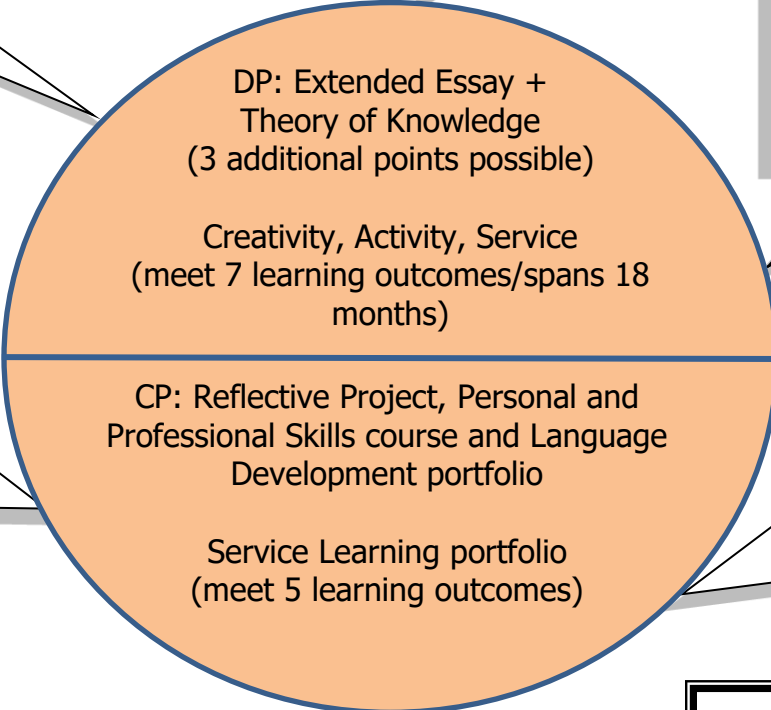 DP: Extended Essay +
Theory of Knowledge
(3 additional points possible)
Creativity, Activity, Service
(meet 7 learning outcomes/spans 18
months)
CP: Reflective Project, Personal and
Professional Skills course and Language
Development portfolio
Service Learning portfolio
(meet 5 learning outcomes)